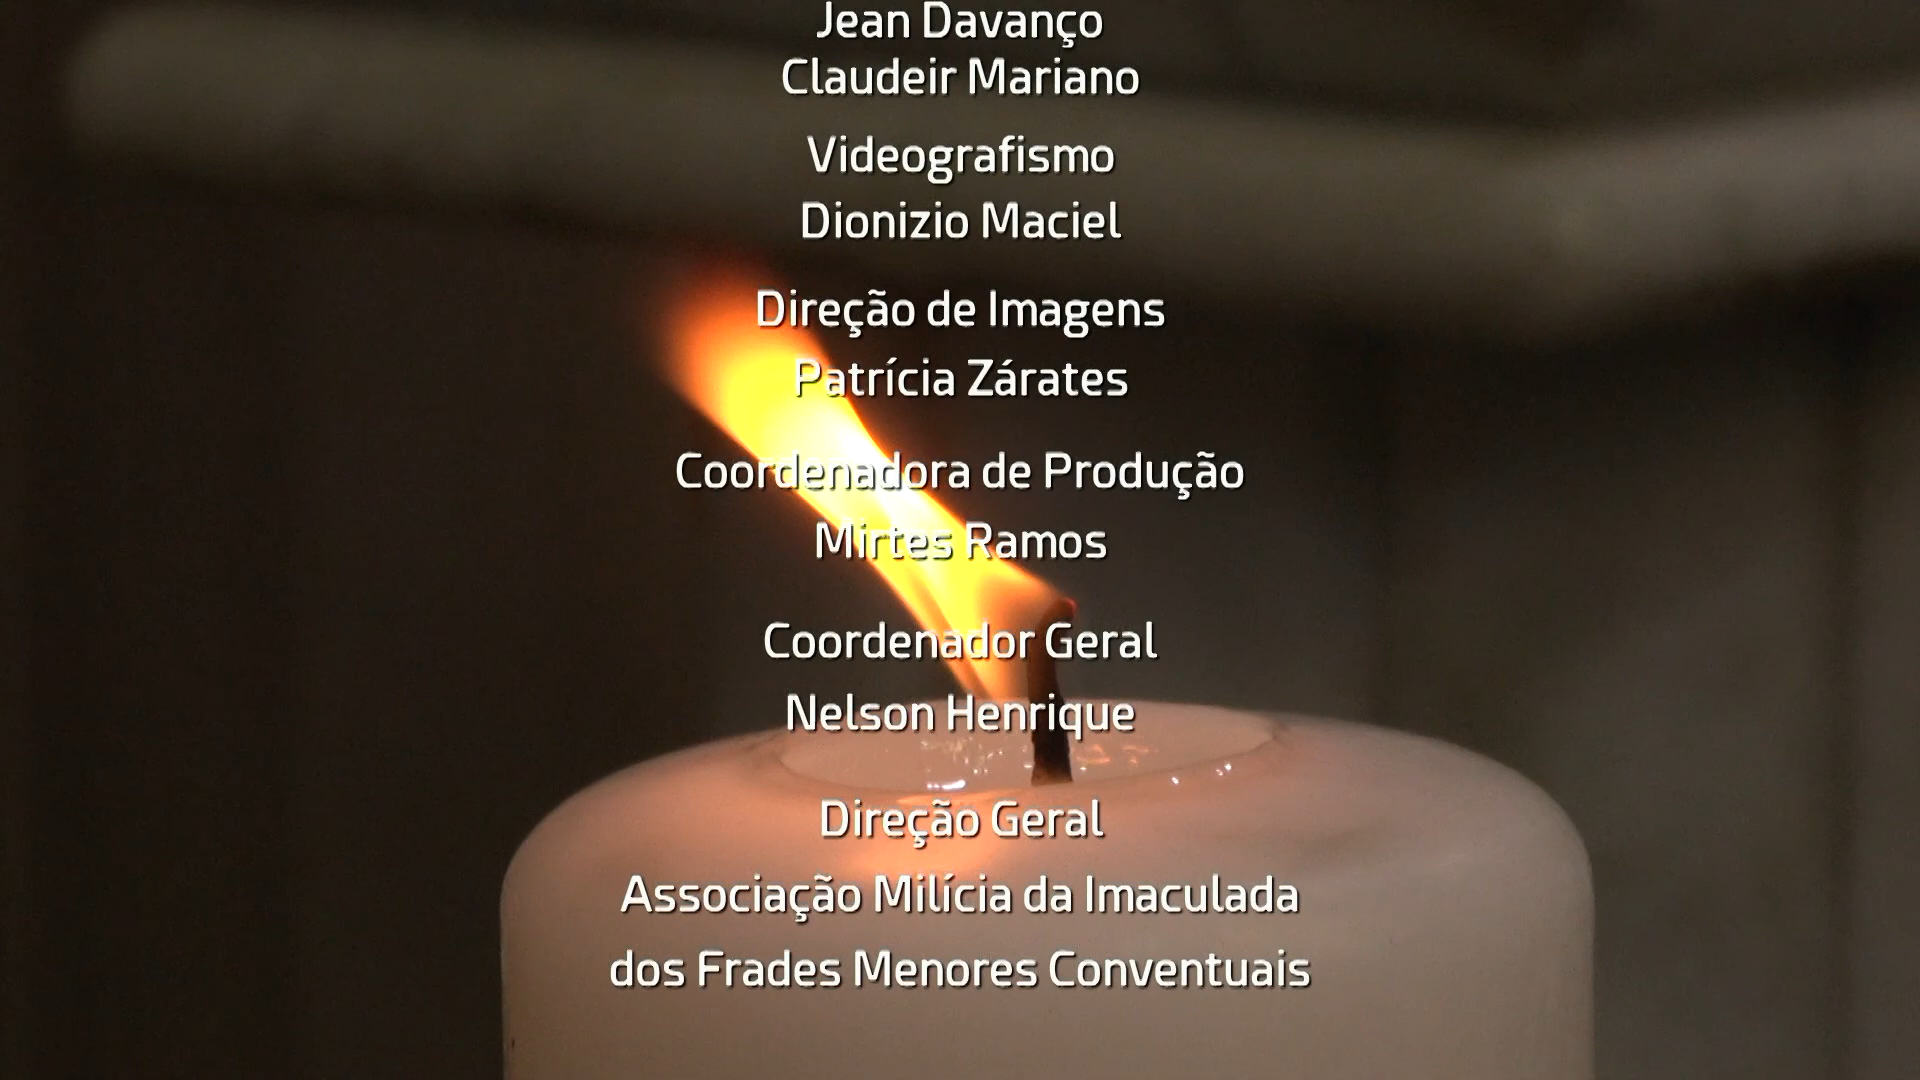 Jean Davanço
Claudeir Mariano
Videografismo
Dionizio Maciel
Direção de Imagens
Patrícia Zárates
Coordenadora de Produção
Mirtes Ramos
Coordenador Geral
Nelson Henrique
Direção Geral
Associação Milícia da Imaculada
dos Frades Menores Conventuais